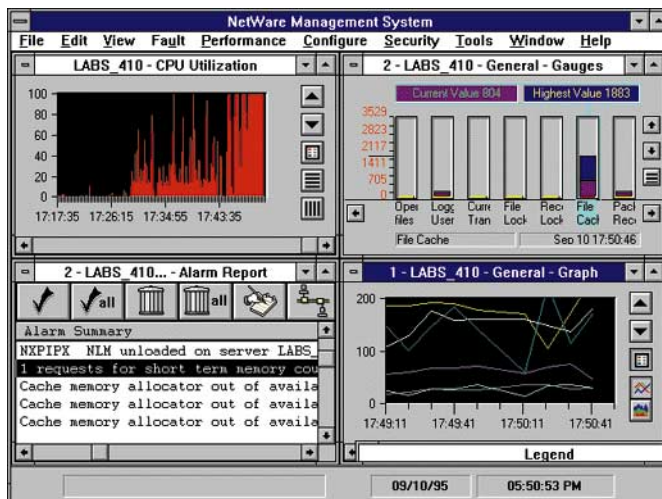 NetWare Management System
File Edit View Fault Performance Configure Security Tools Window Help
LABS_410 - CPU Utilization
100
80
60
40
20
0
17:17:35 17:26:15 17:34:55 17:43:35
2 - LABS_410 - General - Gauges
Current Value 804 Highest Value 1883
3529
2823
2117
1411
705
0
Open Logg Curre File Reco File Pack
files User Tran Lock Lock Cach Rece
File Cache Sep 10 17:50:46
2 - LABS_410... - Alarm Report
all all
Alarm Summary
NXPIPX NLM unloaded on server LABS_
1 requests for short term memory cou
Cache memory allocator out of availa
Cache memory allocator out of availa
Cache memory allocator out of availa
1 - LABS_410 - General - Graph
200
100
0
17:49:11 17:49:41 17:50:11 17:50:41
Legend
09/10/95 05:50:53 PM